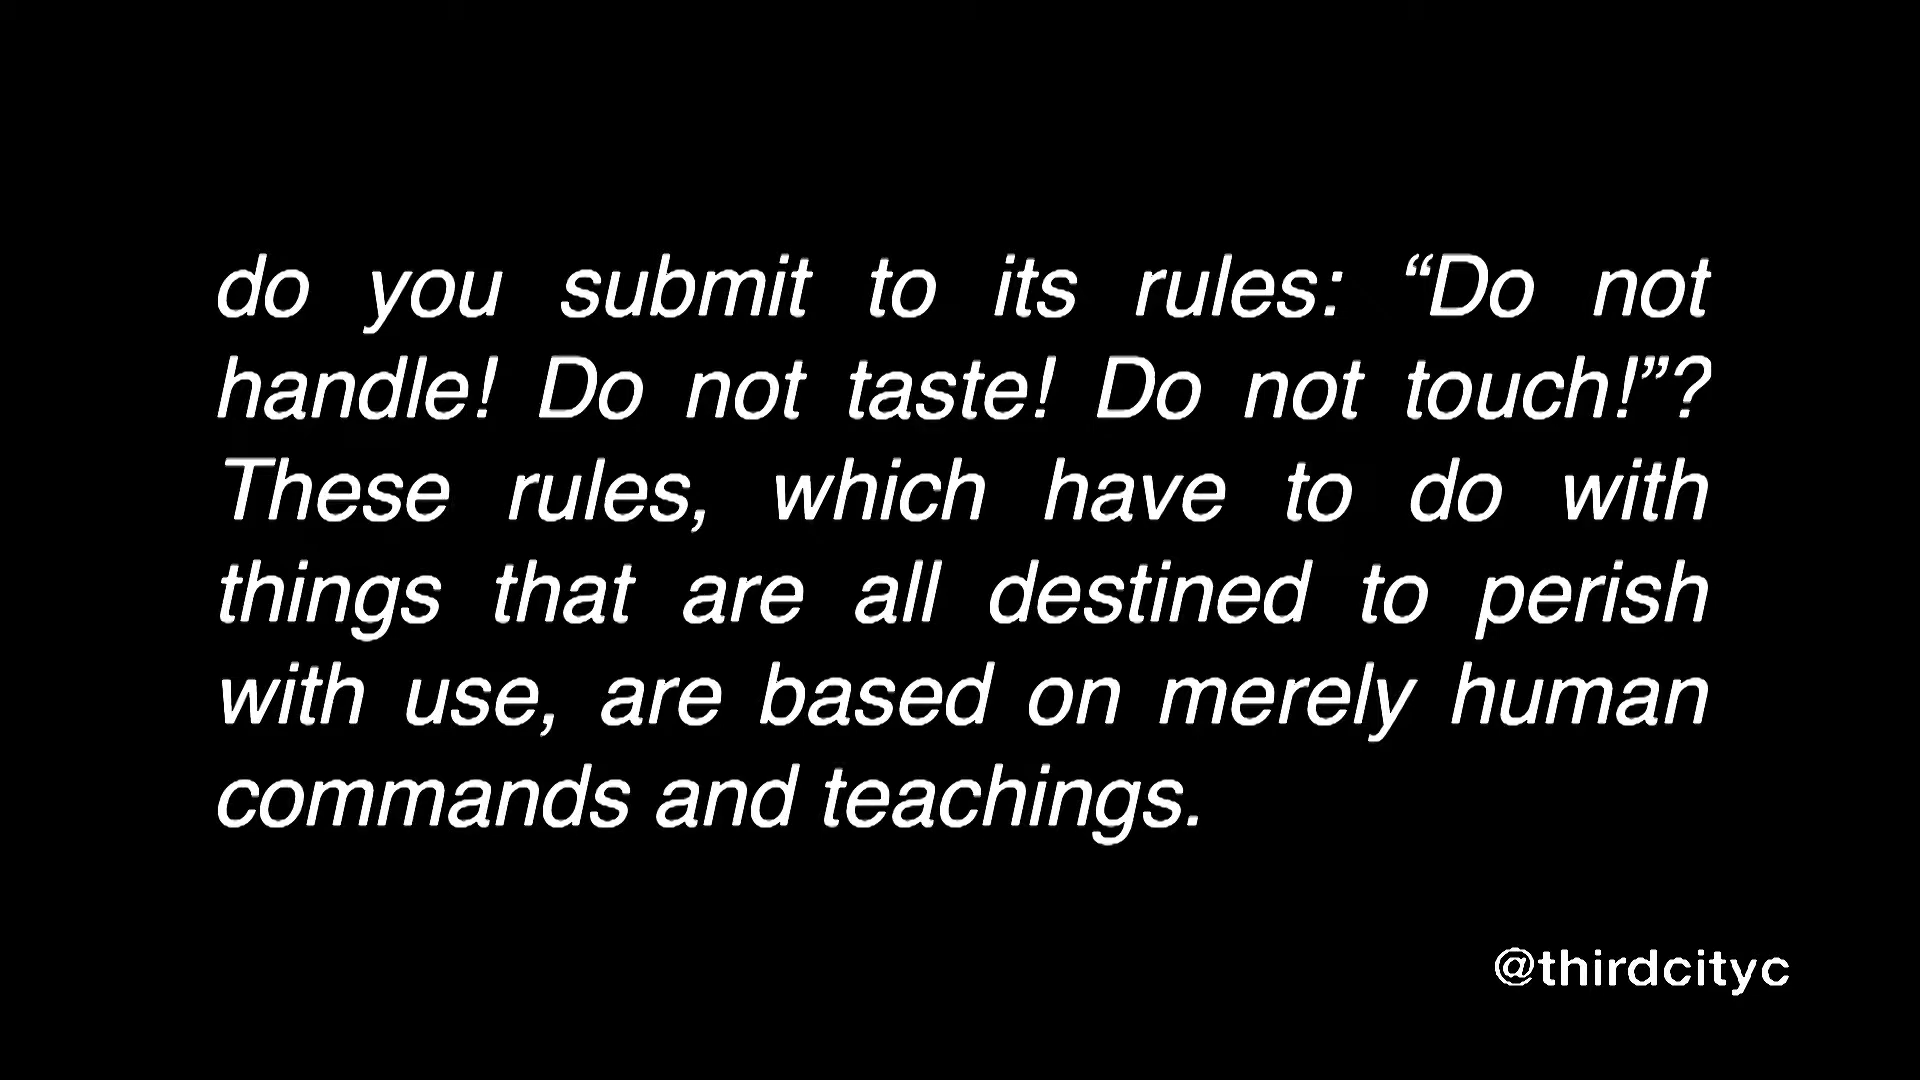 do you submit to its rules: “Do not
handle! Do not taste! Do not touch!”?
These rules, which have to do with
things that are all destined to perish
with use, are based on merely human
commands and teachings.
@thirdcityc